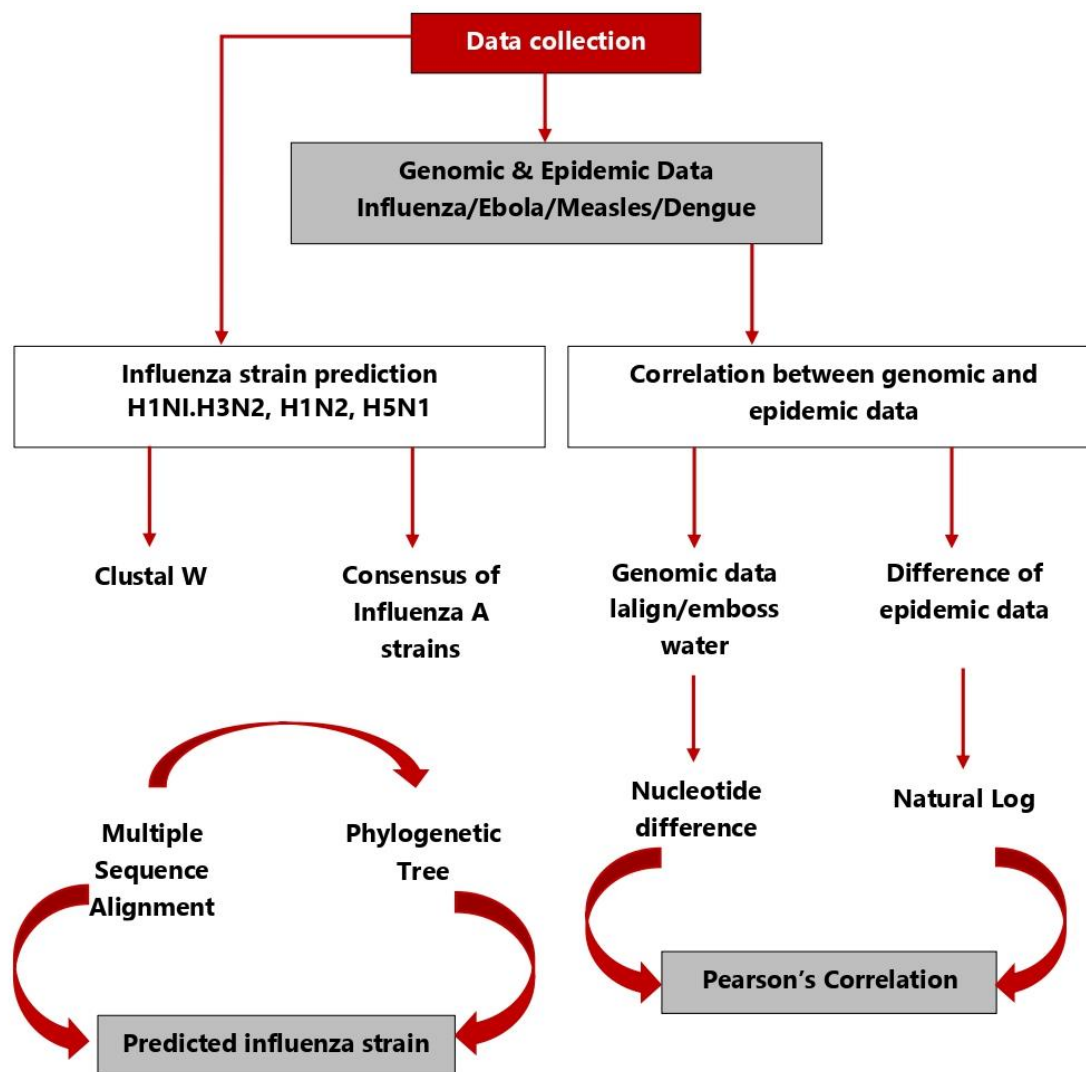 Data collection
Genomic & Epidemic Data
Influenza/Ebola/Measles/Dengue
Influenza strain prediction
H1NI.H3N2, H1N2, H5N1
Correlation between genomic and
epidemic data
Clustal W
Consensus of
Influenza A
strains
Genomic data
lalign/emboss
water
Difference of
epidemic data
Multiple
Sequence
Alignment
Phylogenetic
Tree
Nucleotide
difference
Natural Log
Predicted influenza strain
Pearson’s Correlation